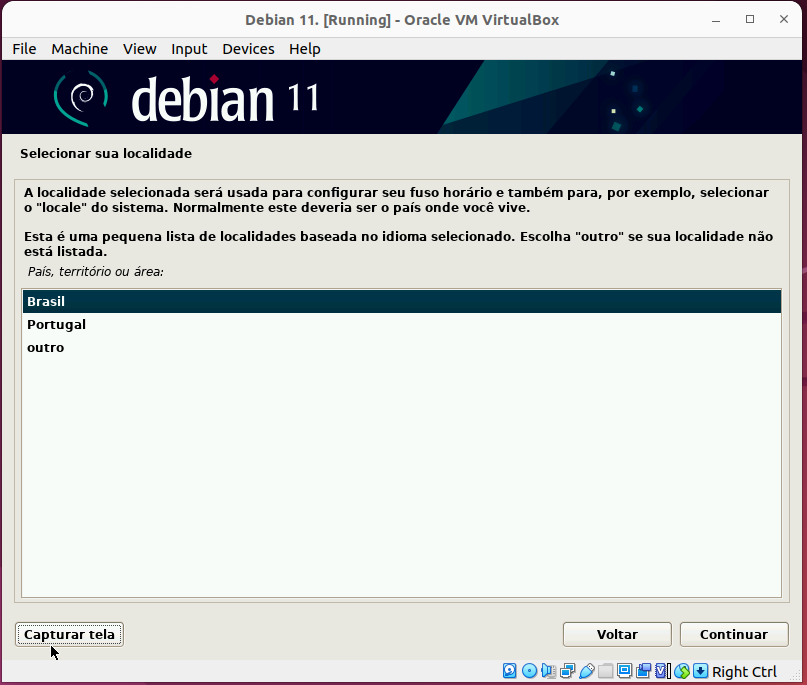 Debian 11. [Running] - Oracle VM VirtualBox
File Machine View Input Devices Help
debian 11
Selecionar sua localidade
A localidade selecionada será usada para configurar seu fuso horário e também para, por exemplo, selecionar
o "locale" do sistema. Normalmente este deveria ser o país onde você vive.
Esta é uma pequena lista de localidades baseada no idioma selecionado. Escolha "outro" se sua localidade não
está listada.
País, território ou área:
Brasil
Portugal
outro
Capturar tela Voltar Continuar
Right Ctrl